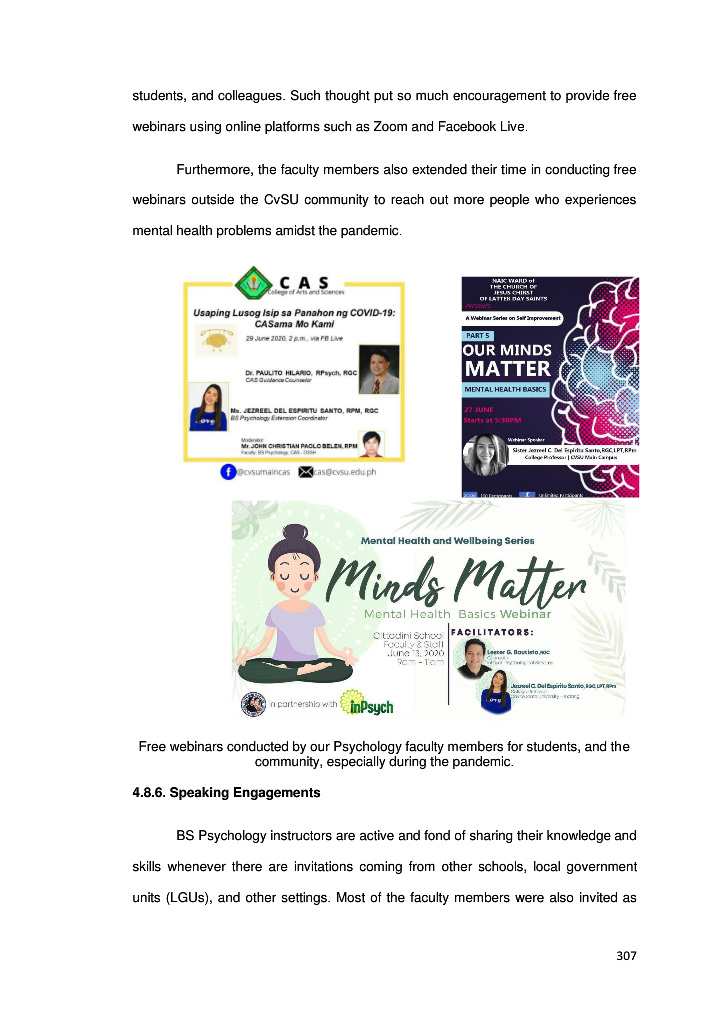 students, and colleagues. Such thought put so much encouragement to provide free
webinars using online platforms such as Zoom and Facebook Live.
Furthermore, the faculty members also extended their time in conducting free
webinars outside the CvSU community to reach out more people who experiences
mental health problems amidst the pandemic.
CAS
College of Arts and Sciences
Usaping Lusog Isip sa Panahon ng COVID-19:
CASama Mo Kami
29 June 2020, 2 p.m., via FB Live
Dr. PAULITO HILARIO, RPsych, RGC
CAS Guidance Counselor
Ms. JEZREEL DEL ESPIRITU SANTO, RPM, RGC
BS Psychology Extension Coordinator
Moderator:
Mr. JOHN CHRISTIAN PAOLO BELEN, RPM
Faculty, BS Psychology, CAS - DSSH
@cvsumaincas cas@cvsu.edu.ph
NAIC WARD of
THE CHURCH OF
JESUS CHIRST
OF LATTER DAY SAINTS
PRESENTS
A Webinar Series on Self Improvement
PART 5
OUR MINDS
MATTER
MENTAL HEALTH BASICS
27 JUNE
Starts at 5:30PM
Webinar Speaker
Sister Jezreel C. Del Espiritu Santo,RGC,LPT,RPm
College Professor | CVSU Main Campus
100 Participants Unlimited Participants
Mental Health and Wellbeing Series
Minds Matter
Mental Health Basics Webinar
Cittadini School
Faculty & Staff
June 13, 2020
9am - 11am
FACILITATORS:
Lester G. Bautista,
Jezreel C. Del Espiritu Santo, RGC,LPT,RPm
in partnership with inPsych
Free webinars conducted by our Psychology faculty members for students, and the
community, especially during the pandemic.
4.8.6. Speaking Engagements
BS Psychology instructors are active and fond of sharing their knowledge and
skills whenever there are invitations coming from other schools, local government
units (LGUs), and other settings. Most of the faculty members were also invited as
307